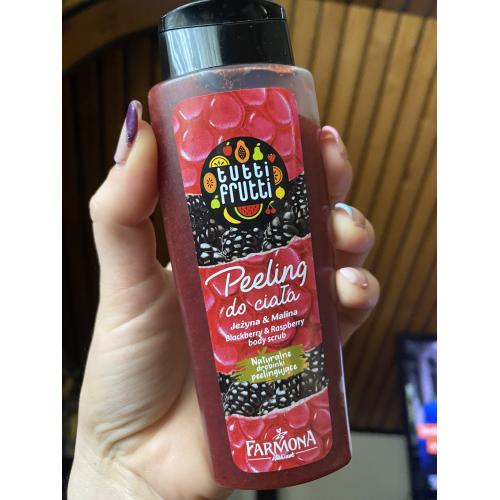 tutti
frutti
Peeling
do ciała
Jeżyna & Malina
Blackberry & Raspberry
body scrub
Naturalne
drobinki
peelingujące
FARMONA